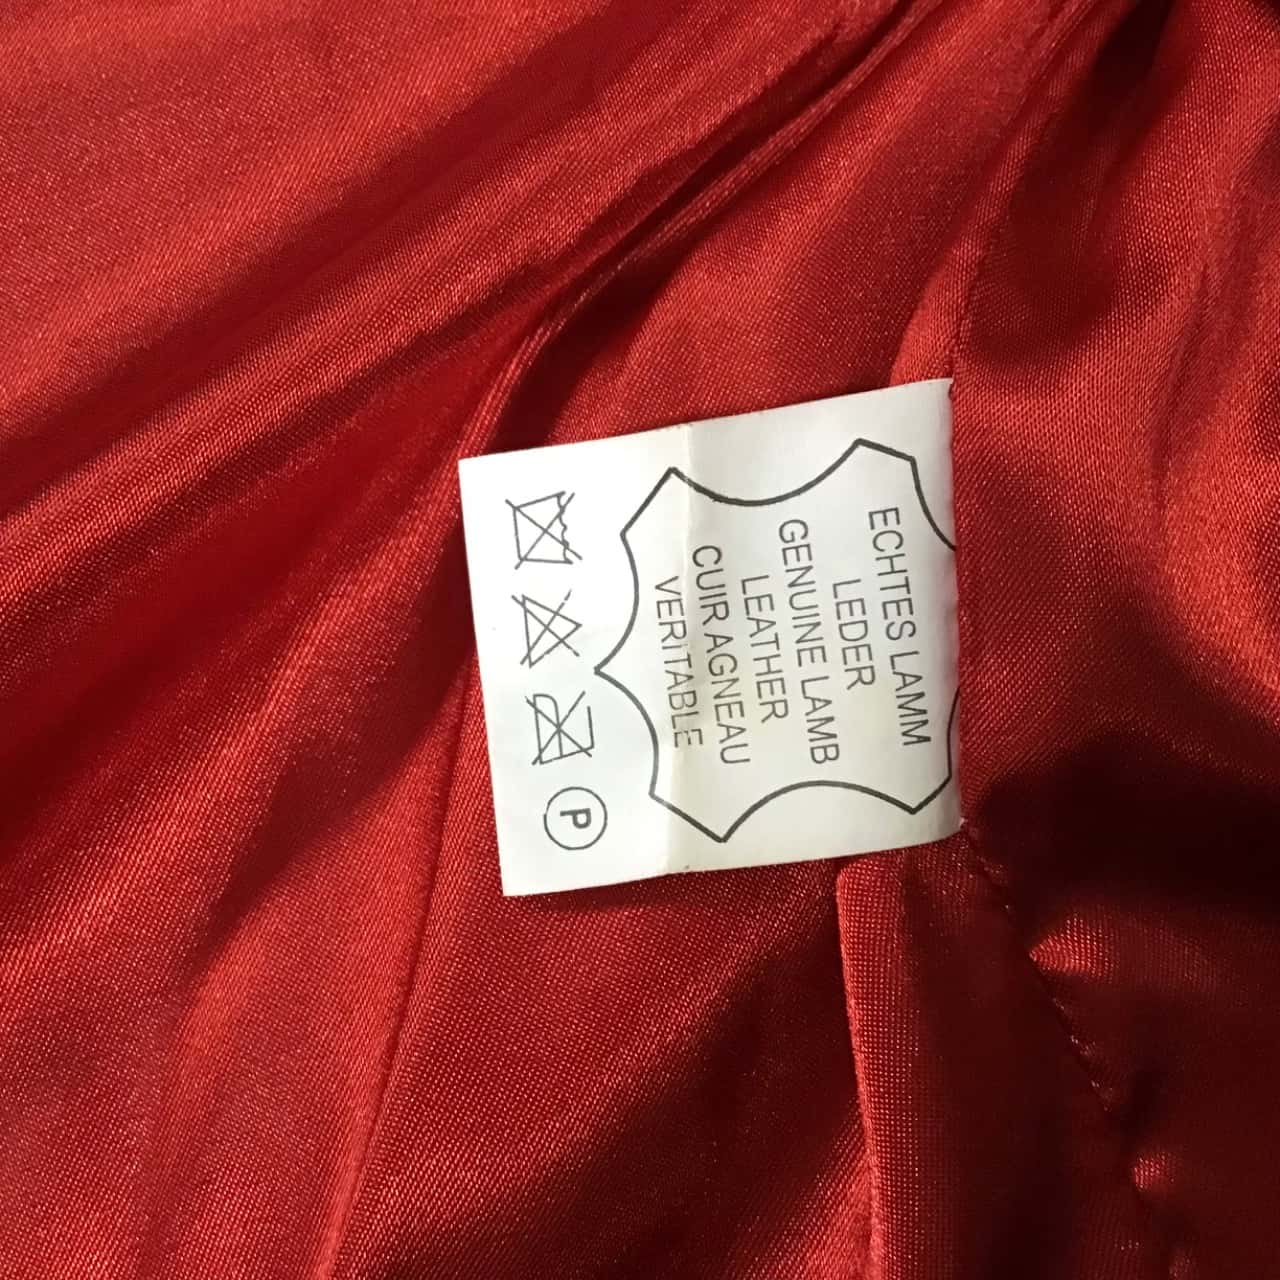 ECHTES LAMM
LEDER
GENUINE LAMB
LEATHER
CUIR AGNEAU
VERITABLE
P